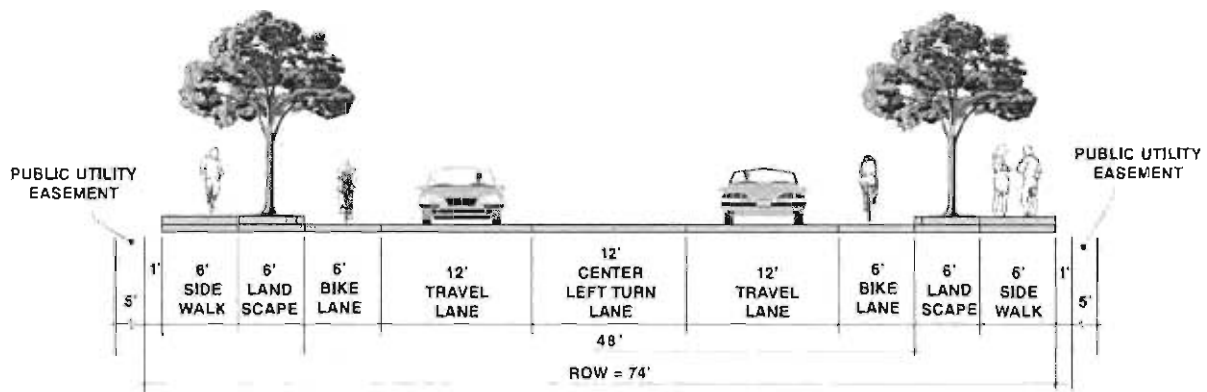 PUBLIC UTILITY
EASEMENT
PUBLIC UTILITY
EASEMENT
5'
1'
6'
SIDE
WALK
6'
LAND
SCAPE
6'
BIKE
LANE
12'
TRAVEL
LANE
12'
CENTER
LEFT TURN
LANE
12'
TRAVEL
LANE
6'
BIKE
LANE
6'
LAND
SCAPE
6'
SIDE
WALK
1'
5'
48'
ROW = 74'